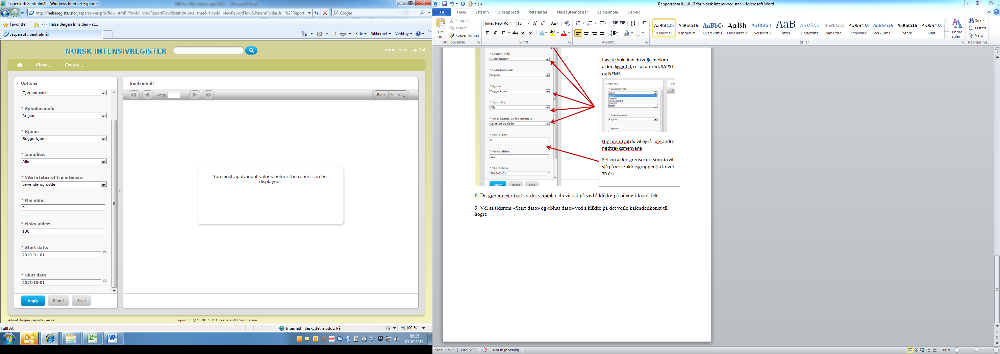 Jaspersoft: Sentralmål - Windows Internet Explorer
http://helseregister.no/jasperserver-pro/flow.html?_flowId=viewReportFlow&standAlone=true&_flowId=viewReportFlow&ParentFolderUri=%2FReports
Google
Favoritter
Helse Bergen Innsiden - st...
Jaspersoft: Sentralmål
Side
Sikkerhet
Verktøy
NORSK INTENSIVREGISTER
anon | Help | Log Out
View
Create
Options
Gjennomsnitt
* Sykehusnivå:
Region
* Kjønn:
Begge kjønn
* Innmåte:
Alle
* Vital status ut fra intensiv:
Levende og døde
* Min alder:
0
* Maks alder:
130
* Start dato:
2010-01-01
* Slutt dato:
2013-10-01
Apply
Reset
Save
Sentralmål
Page
Back
Export
You must apply input values before the report can be
displayed.
About JasperReports Server
Copyright © 2000-2011 Jaspersoft Corporation
Fullført
Internett | Beskyttet modus: På
100 %
09:15
01.10.2013
Rapportdata 01.10.13 for Norsk intensivregister - Microsoft Word
Fil
Hjem
Sett inn
Sideoppsett
Referanser
Masseutsendelser
Se gjennom
Visning
Lim
inn
Klipp ut
Kopier
Kopier format
Utklippstavle
Times New Rom
12
F K U abc x₂ x²
Skrift
Avsnitt
AaBbCcDc
¶ Normal
AaBbCcDc
¶ Ingen m...
AaBbC
Overskrift 1
AaBb
Overskrift 2
AaBbCcI
Overskrift 3
AaB
Tittel
AaBbCc.
Undertittel
AaBbCcD
Svak uthe...
AaBbCcDc
Utheving
AaBbCcD
Sterk uthe...
AaBbCcDc
Sterk
AaBbCcDc
Sitat
Stiler
Endre
stiler
Søk
Erstatt
Velg
Redigering
* Sentralmål:
Gjennomsnitt
* Sykehusnivå:
Region
* Kjønn:
Begge kjønn
* Innmåte:
Alle
* Vital status ut fra intensiv:
Levende og døde
* Min alder:
0
* Maks alder:
130
* Start dato:
2010-01-01
Apply
Reset
Save
I øvste boks kan du velje mellom
alder, liggjetid, respiratortid, SAPS II
og NEMS
Options
Ser
* Variabelvalg:
alder
alder
liggetid
respiratortid
SAPSII
NEMS
* Sykehusnivå:
Region
* Kjønn:
Gjer dei utval du vil også i dei andre
nedtrekksmenyane
Set inn aldersgrenser dersom du vil
sjå på visse aldersgrupper (t.d. over
70 år)
8. Du gjer no eit utval av dei variablar du vil sjå på ved å klikke på pilene i kvart felt
9. Vel så tidsrom «Start dato» og «Slutt dato» ved å klikke på det vesle kalenderikonet til
høgre
Side: 3 av 3
Ord: 209
Norsk (bokmål)
100 %